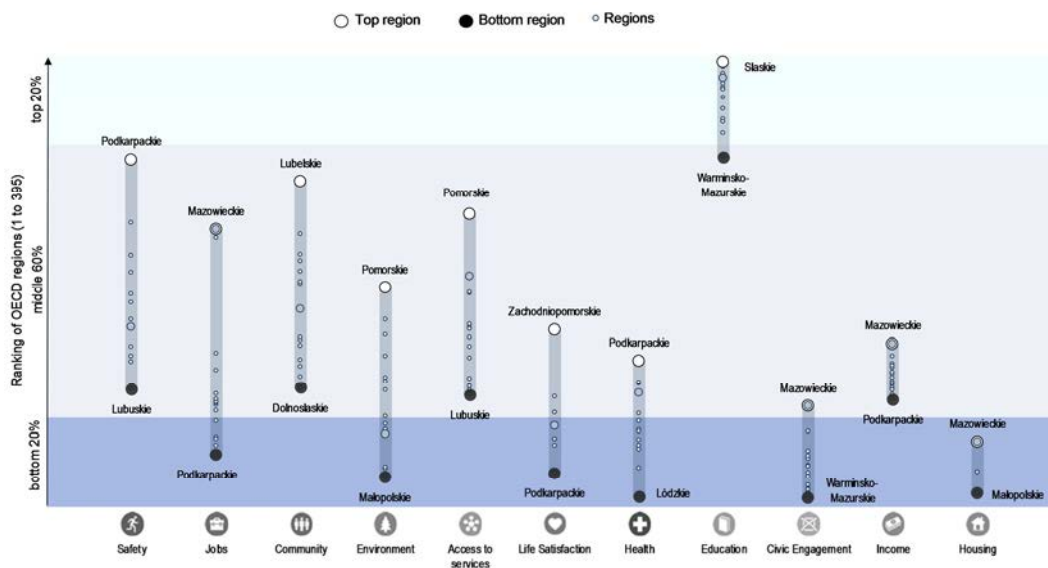 Top region
Bottom region
Regions
Ranking of OECD regions (1 to 395)
top 20%
middle 60%
bottom 20%
Podkarpackie
Lubuskie
Mazowieckie
Podkarpackie
Lubelskie
Dolnoslaskie
Pomorskie
Małopolskie
Pomorskie
Lubuskie
Zachodniopomorskie
Podkarpackie
Podkarpackie
Lódzkie
Slaskie
Warminsko-
Mazurskie
Mazowieckie
Warminsko-
Mazurskie
Mazowieckie
Podkarpackie
Mazowieckie
Małopolskie
Safety
Jobs
Community
Environment
Access to
services
Life Satisfaction
Health
Education
Civic Engagement
Income
Housing